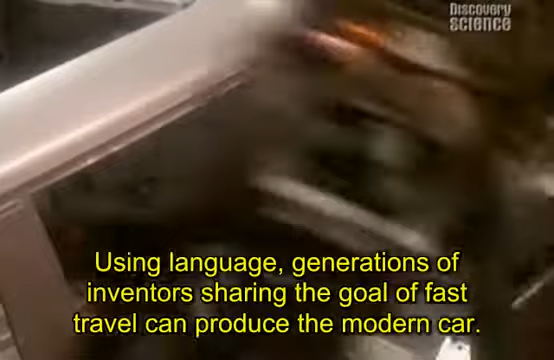 Discovery
SCIENCE
Using language, generations of
inventors sharing the goal of fast
travel can produce the modern car.